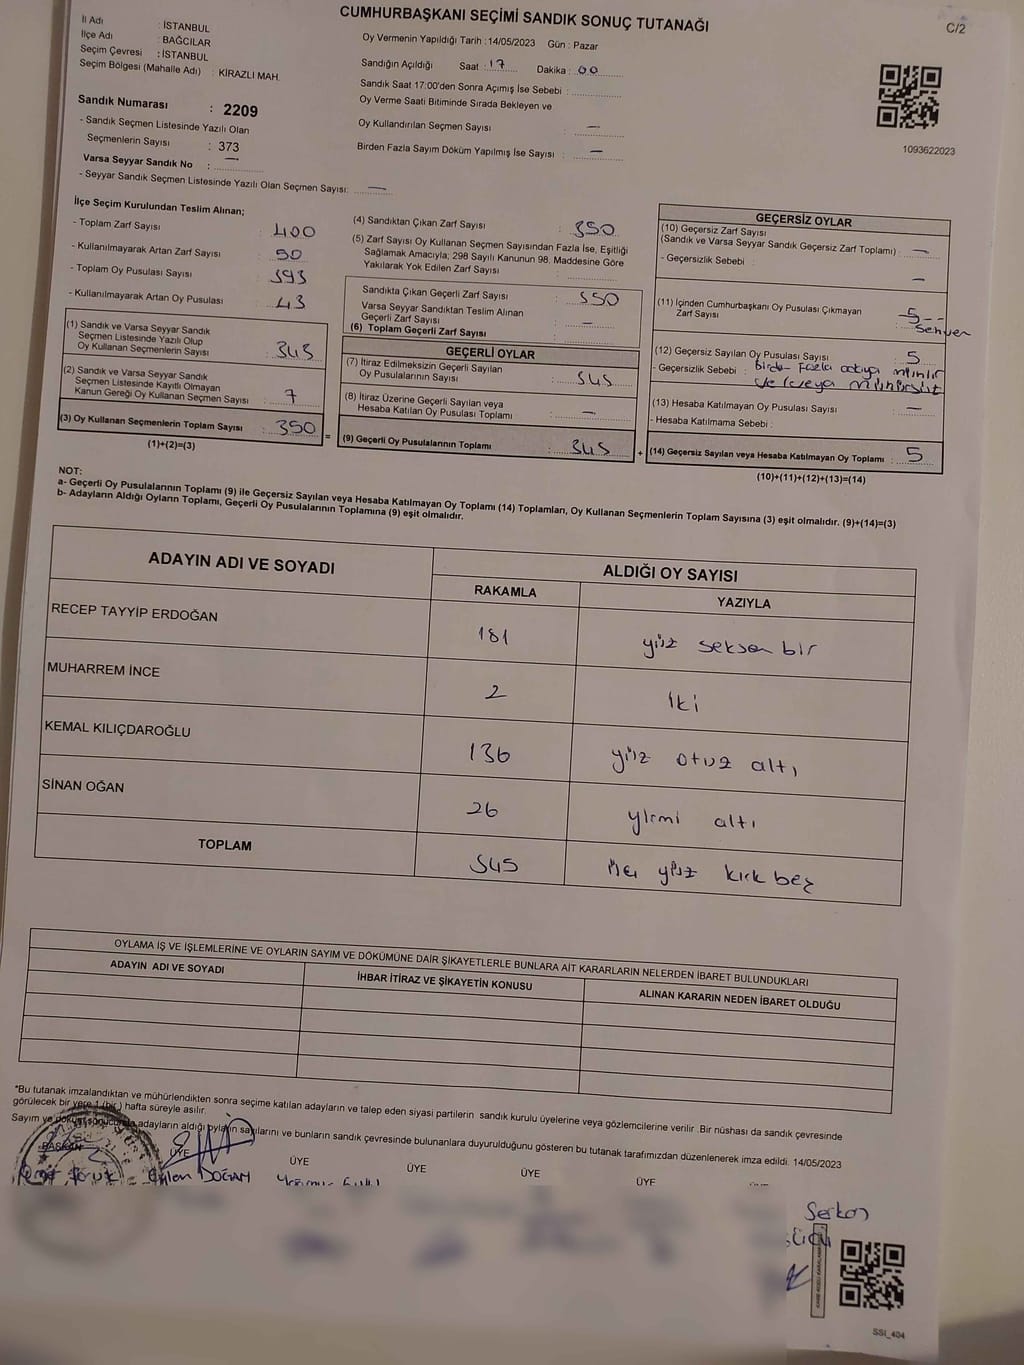 CUMHURBAŞKANI SEÇİMİ SANDIK SONUÇ TUTANAĞI
C/2
İl Adı : İSTANBUL
İlçe Adı : BAĞCILAR
Seçim Çevresi : İSTANBUL
Seçim Bölgesi (Mahalle Adı) : KİRAZLI MAH.
Sandık Numarası : 2209
- Sandık Seçmen Listesinde Yazılı Olan
Seçmenlerin Sayısı : 373
Varsa Seyyar Sandık No : —
- Seyyar Sandık Seçmen Listesinde Yazılı Olan Seçmen Sayısı: —
Oy Vermenin Yapıldığı Tarih : 14/05/2023 Gün : Pazar
Sandığın Açıldığı Saat : 17 Dakika : 00
Sandık Saat 17:00'den Sonra Açımış İse Sebebi :
Oy Verme Saati Bitiminde Sırada Bekleyen ve
Oy Kullandırılan Seçmen Sayısı : —
Birden Fazla Sayım Döküm Yapılmış İse Sayısı : —
1093622023
İlçe Seçim Kurulundan Teslim Alınan;
- Toplam Zarf Sayısı : 400
- Kullanılmayarak Artan Zarf Sayısı : 50
- Toplam Oy Pusulası Sayısı : 393
- Kullanılmayarak Artan Oy Pusulası : 43
(1) Sandık ve Varsa Seyyar Sandık
Seçmen Listesinde Yazılı Olup
Oy Kullanan Seçmenlerin Sayısı : 343
(2) Sandık ve Varsa Seyyar Sandık
Seçmen Listesinde Kayıtlı Olmayan
Kanun Gereği Oy Kullanan Seçmen Sayısı : 7
(3) Oy Kullanan Seçmenlerin Toplam Sayısı : 350
(1)+(2)=(3)
(4) Sandıktan Çıkan Zarf Sayısı : 350
(5) Zarf Sayısı Oy Kullanan Seçmen Sayısından Fazla İse, Eşitliği
Sağlamak Amacıyla; 298 Sayılı Kanunun 98. Maddesine Göre
Yakılarak Yok Edilen Zarf Sayısı :
Sandıkta Çıkan Geçerli Zarf Sayısı : 350
Varsa Seyyar Sandıktan Teslim Alınan
Geçerli Zarf Sayısı : —
(6) Toplam Geçerli Zarf Sayısı
GEÇERLİ OYLAR
(7) İtiraz Edilmeksizin Geçerli Sayılan
Oy Pusulalarının Sayısı : 345
(8) İtiraz Üzerine Geçerli Sayılan veya
Hesaba Katılan Oy Pusulası Toplamı : —
= (9) Geçerli Oy Pusulalarının Toplamı : 345 +
GEÇERSİZ OYLAR
(10) Geçersiz Zarf Sayısı
(Sandık ve Varsa Seyyar Sandık Geçersiz Zarf Toplamı) : —
- Geçersizlik Sebebi : —
(11) İçinden Cumhurbaşkanı Oy Pusulası Çıkmayan
Zarf Sayısı :
(12) Geçersiz Sayılan Oy Pusulası Sayısı : 5
- Geçersizlik Sebebi : Birden fazla
(13) Hesaba Katılmayan Oy Pusulası Sayısı : —
- Hesaba Katılmama Sebebi :
(14) Geçersiz Sayılan veya Hesaba Katılmayan Oy Toplamı : 5
(10)+(11)+(12)+(13)=(14)
NOT:
a- Geçerli Oy Pusulalarının Toplamı (9) ile Geçersiz Sayılan veya Hesaba Katılmayan Oy Toplamı (14) Toplamları, Oy Kullanan Seçmenlerin Toplam Sayısına (3) eşit olmalıdır. (9)+(14)=(3)
b- Adayların Aldığı Oyların Toplamı, Geçerli Oy Pusulalarının Toplamına (9) eşit olmalıdır.
ADAYIN ADI VE SOYADI
ALDIĞI OY SAYISI
RAKAMLA YAZIYLA
RECEP TAYYİP ERDOĞAN 181 yüz seksen bir
MUHARREM İNCE 2 iki
KEMAL KILIÇDAROĞLU 136 yüz otuz altı
SİNAN OĞAN 26 yirmi altı
TOPLAM 345 üç yüz kırk beş
OYLAMA İŞ VE İŞLEMLERİNE VE OYLARIN SAYIM VE DÖKÜMÜNE DAİR ŞİKAYETLERLE BUNLARA AİT KARARLARIN NELERDEN İBARET BULUNDUKLARI
ADAYIN ADI VE SOYADI
İHBAR İTİRAZ VE ŞİKAYETİN KONUSU
ALINAN KARARIN NEDEN İBARET OLDUĞU
*Bu tutanak imzalandıktan ve mühürlendikten sonra seçime katılan adayların ve talep eden siyasi partilerin sandık kurulu üyelerine veya gözlemcilerine verilir .Bir nüshası da sandık çevresinde
görülecek bir yere 1 (bir) hafta süreyle asılır.
Sayım ve döküm sonucunda adayların aldığı oyların sayılarını ve bunların sandık çevresinde bulunanlara duyurulduğunu gösteren bu tutanak tarafımızdan düzenlenerek imza edildi. 14/05/2023
BAŞKAN ÜYE ÜYE ÜYE ÜYE ÜYE
DOĞAN
Serkan
SSI_404